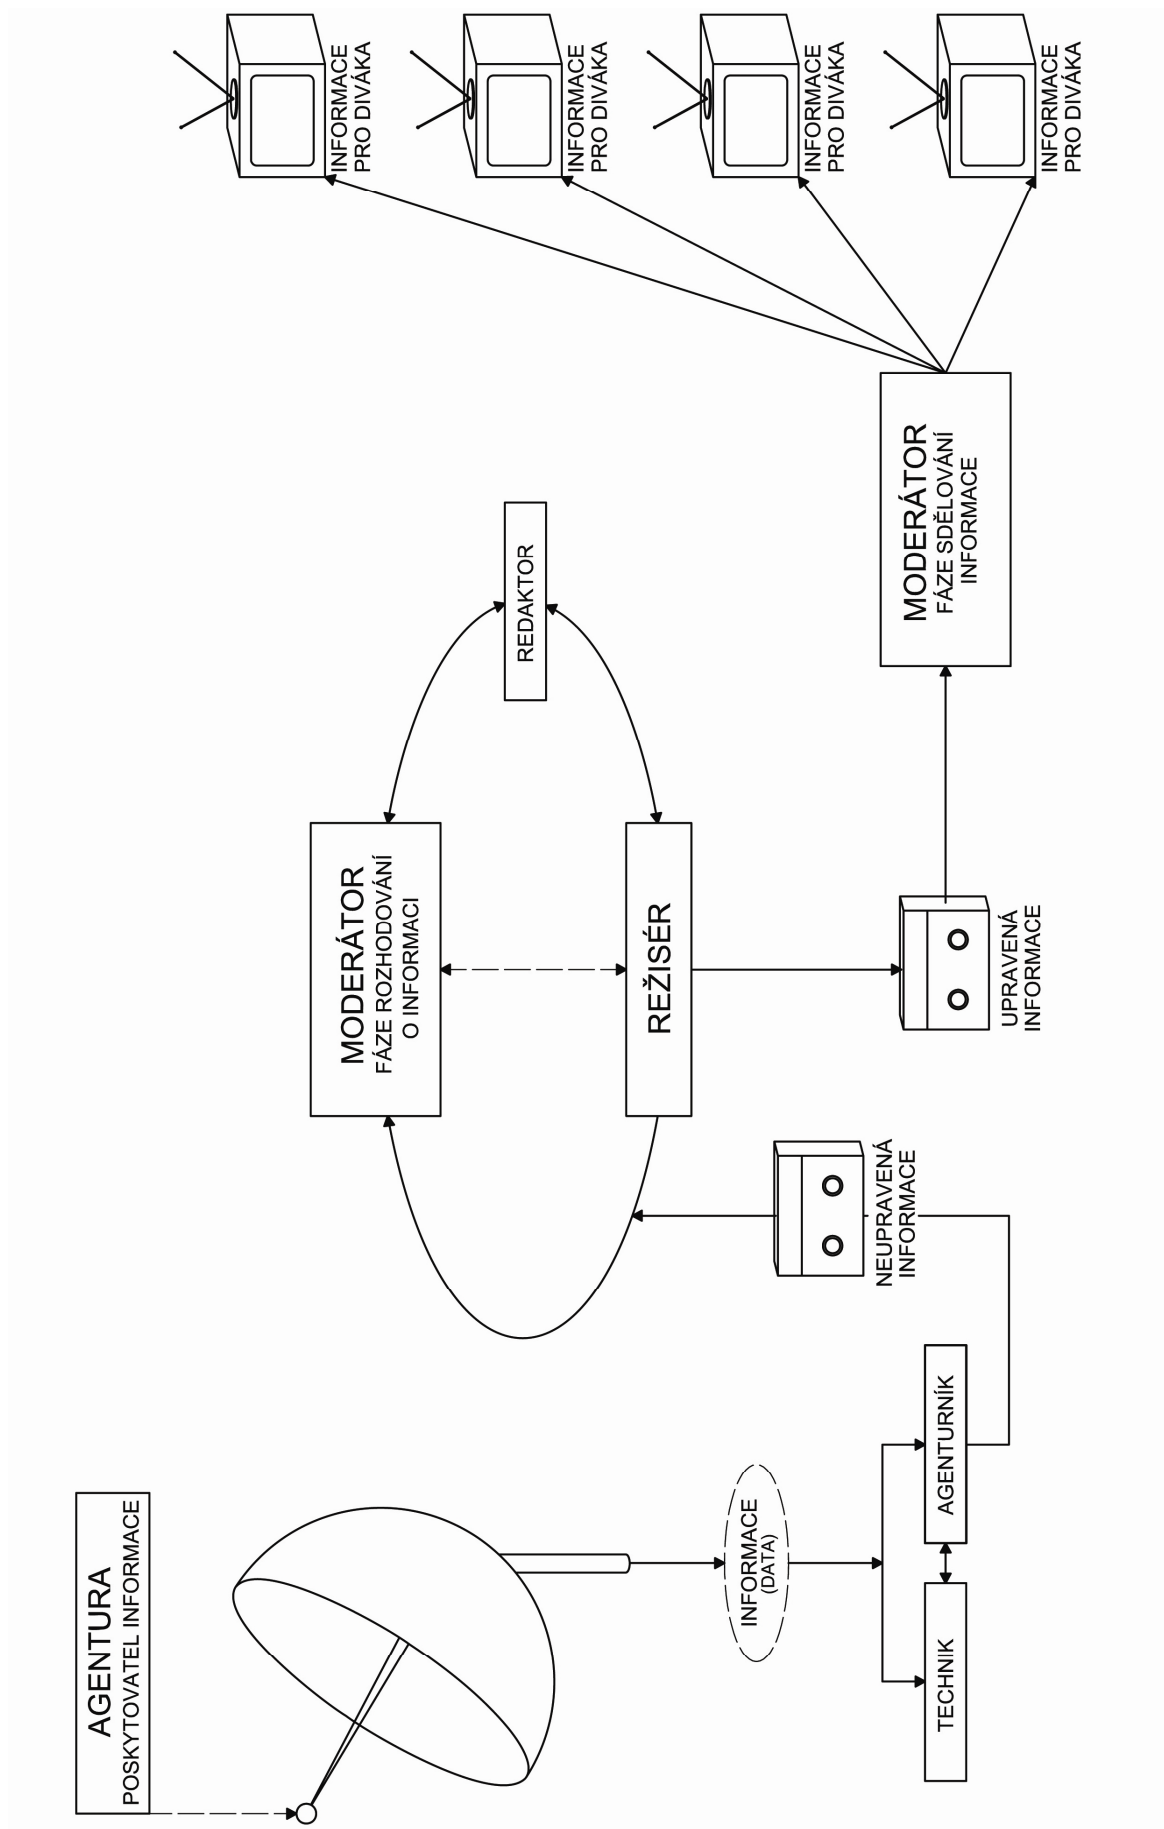 AGENTURA
POSKYTOVATEL INFORMACE
INFORMACE
(DATA)
TECHNIK
AGENTURNÍK
NEUPRAVENÁ
INFORMACE
MODERÁTOR
FÁZE ROZHODOVÁNÍ
O INFORMACI
REŽISÉR
REDAKTOR
UPRAVENÁ
INFORMACE
MODERÁTOR
FÁZE SDĚLOVÁNÍ
INFORMACE
INFORMACE
PRO DIVÁKA
INFORMACE
PRO DIVÁKA
INFORMACE
PRO DIVÁKA
INFORMACE
PRO DIVÁKA